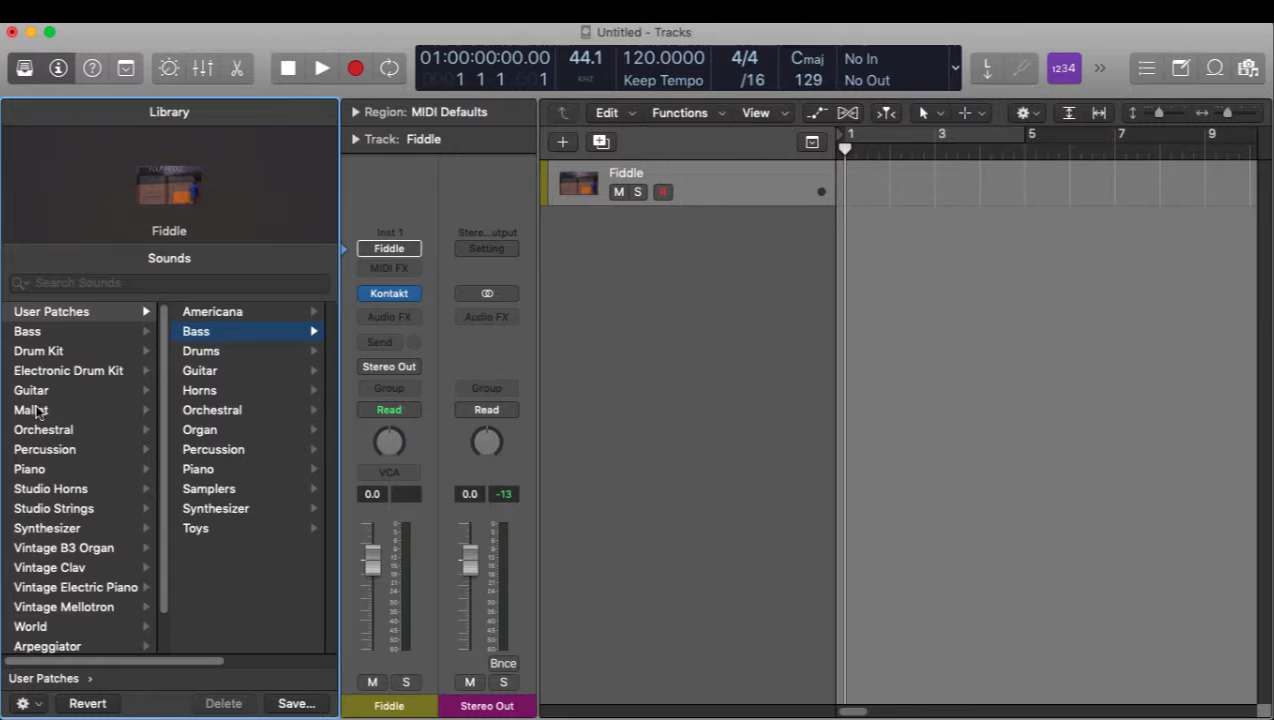 Untitled - Tracks
01:00:00:00.00
1 1 1 1
44.1
KHZ
120.0000
Keep Tempo
4/4
/16
Cmaj
129
No In
No Out
1234
Library
Fiddle
Sounds
Search Sounds
User Patches
Bass
Drum Kit
Electronic Drum Kit
Guitar
Orchestral
Percussion
Piano
Studio Horns
Studio Strings
Synthesizer
Vintage B3 Organ
Vintage Clav
Vintage Electric Piano
Vintage Mellotron
World
Arpeggiator
Americana
Bass
Drums
Guitar
Horns
Orchestral
Organ
Percussion
Piano
Samplers
Synthesizer
Toys
User Patches
Revert
Delete
Save...
Region: MIDI Defaults
Track: Fiddle
Inst 1
Fiddle
MIDI FX
Kontakt
Audio FX
Send
Stereo Out
Group
Read
VCA
0.0
M S
Fiddle
Stere...utput
Setting
Audio FX
Group
Read
0.0 -13
Bnce
M S
Stereo Out
Edit Functions View
1 3 5 7 9
Fiddle
M S R